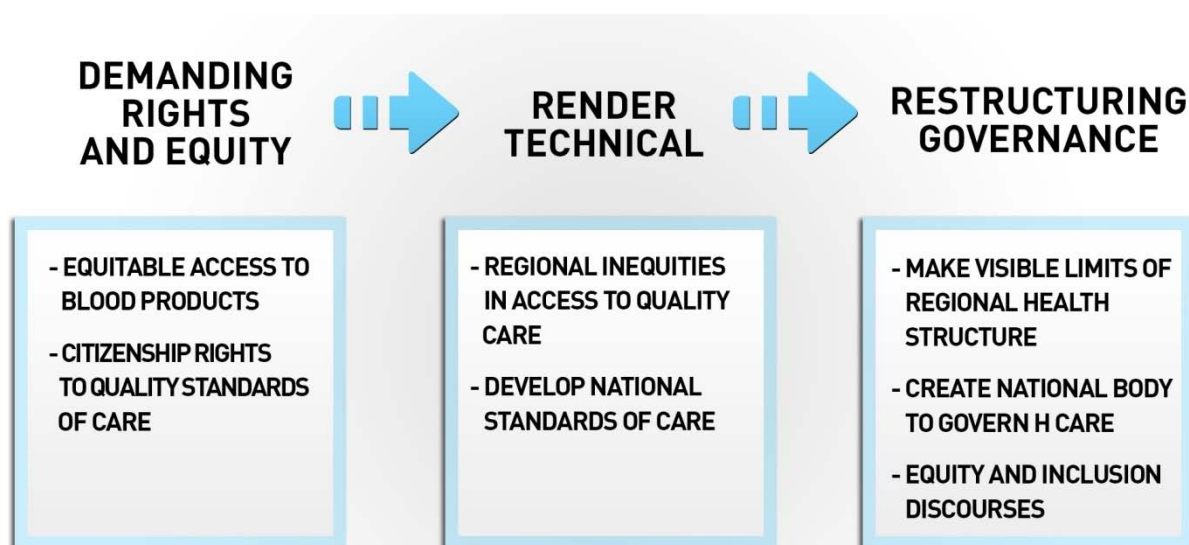 DEMANDING
RIGHTS
AND EQUITY
RENDER
TECHNICAL
RESTRUCTURING
GOVERNANCE
- EQUITABLE ACCESS TO
BLOOD PRODUCTS
- CITIZENSHIP RIGHTS
TO QUALITY STANDARDS
OF CARE
- REGIONAL INEQUITIES
IN ACCESS TO QUALITY
CARE
- DEVELOP NATIONAL
STANDARDS OF CARE
- MAKE VISIBLE LIMITS OF
REGIONAL HEALTH
STRUCTURE
- CREATE NATIONAL BODY
TO GOVERN H CARE
- EQUITY AND INCLUSION
DISCOURSES